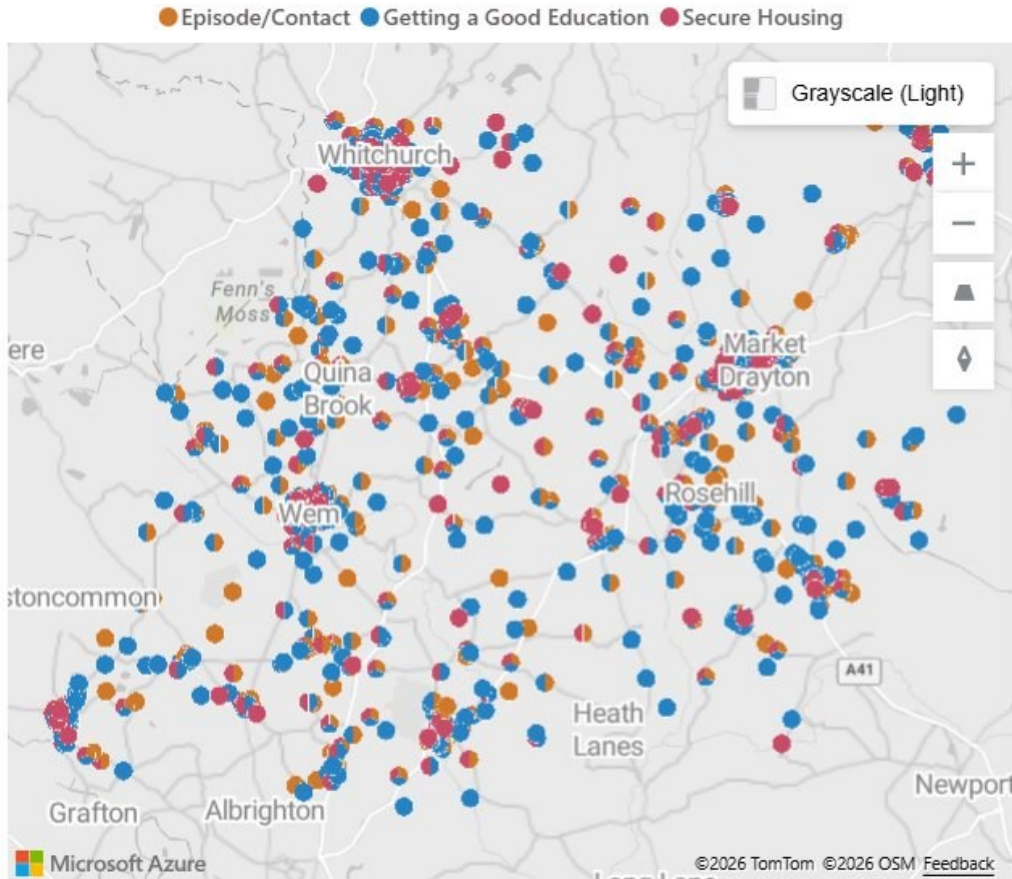 Episode/Contact Getting a Good Education Secure Housing
Grayscale (Light)
Whitchurch
Fenn's
Moss
ere
Market
Drayton
Quina
Brook
Rosehill
Wem
stoncommon
A41
Heath
Lanes
Newport
Grafton
Albrighton
Microsoft Azure
©2026 TomTom ©2026 OSM Feedback